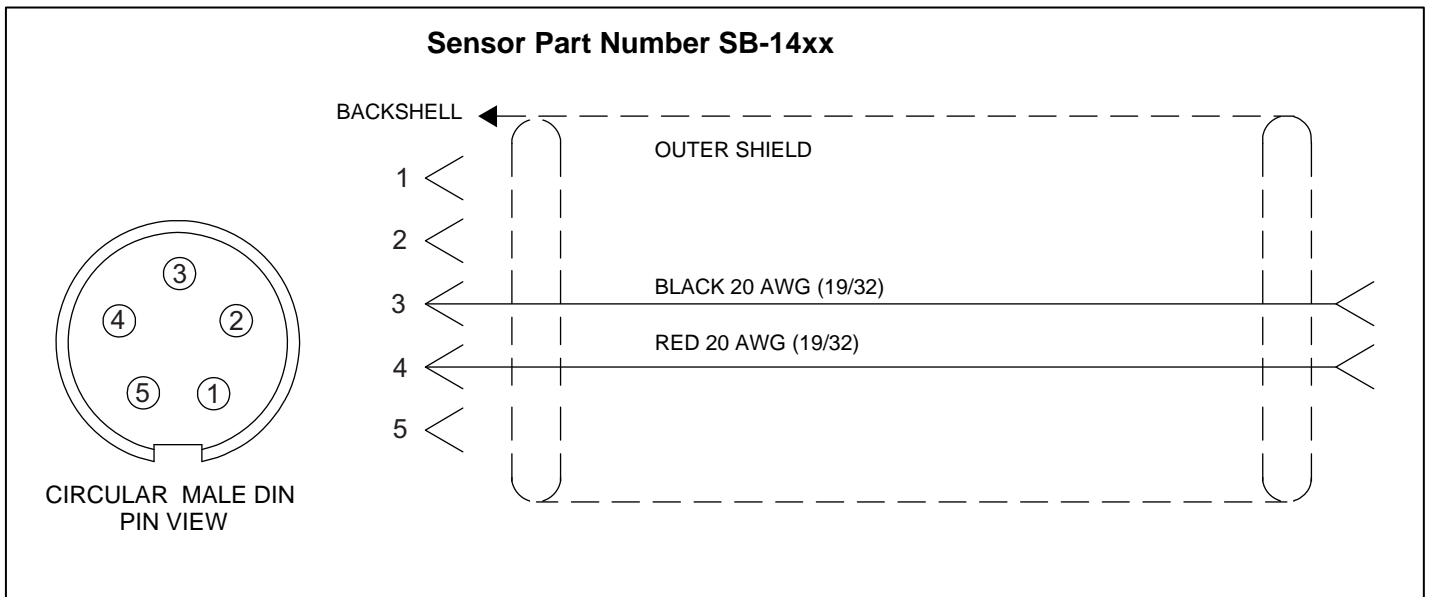 Sensor Part Number SB-14xx
BACKSHELL
OUTER SHIELD
1
2
3 BLACK 20 AWG (19/32)
4 RED 20 AWG (19/32)
5
3
4 2
5 1
CIRCULAR MALE DIN
PIN VIEW